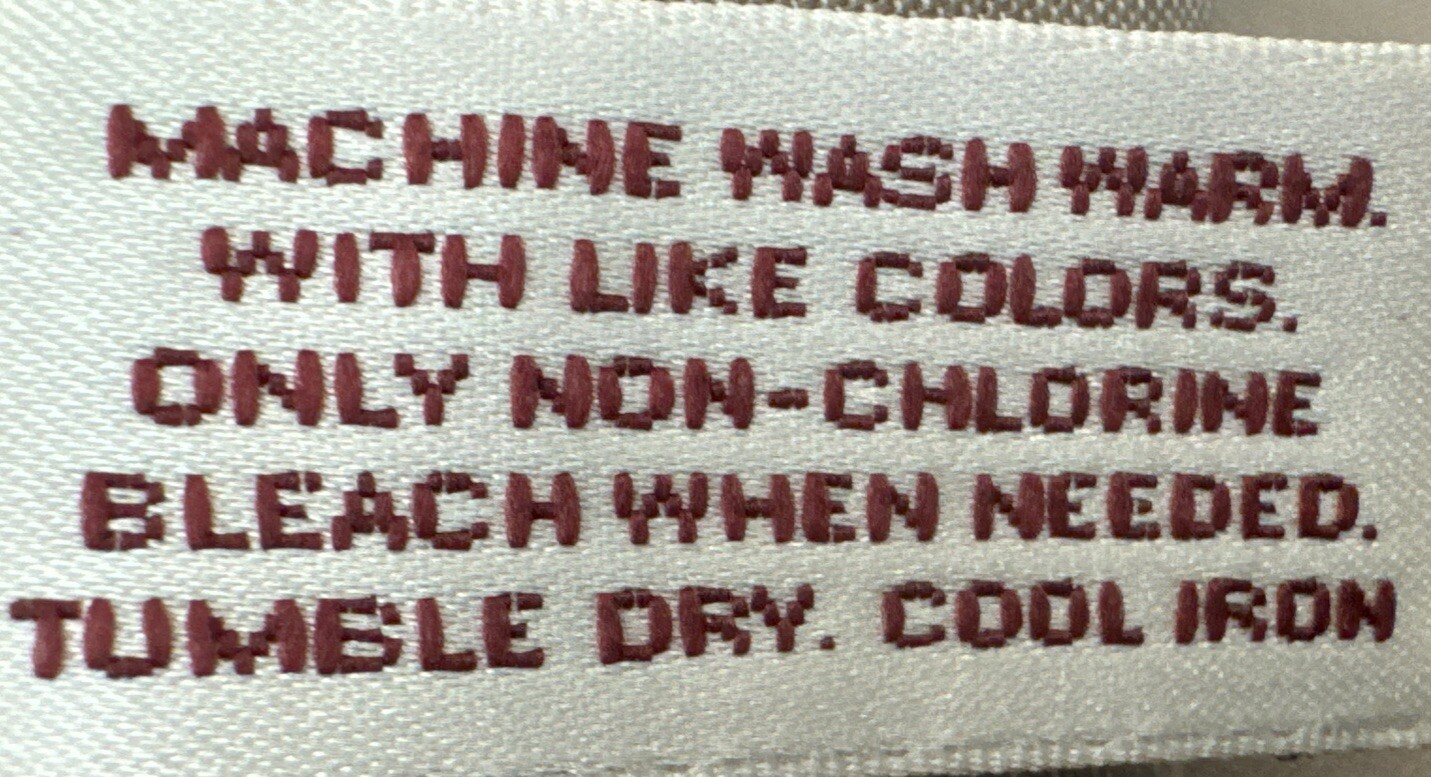 MACHINE WASH WARM.
WITH LIKE COLORS.
ONLY NON-CHLORINE
BLEACH WHEN NEEDED.
TUMBLE DRY. COOL IRON